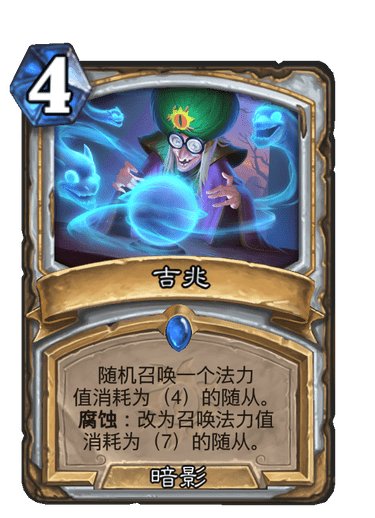 4
吉兆
随机召唤一个法力
值消耗为（4）的随从。
腐蚀：改为召唤法力值
消耗为（7）的随从。
暗影